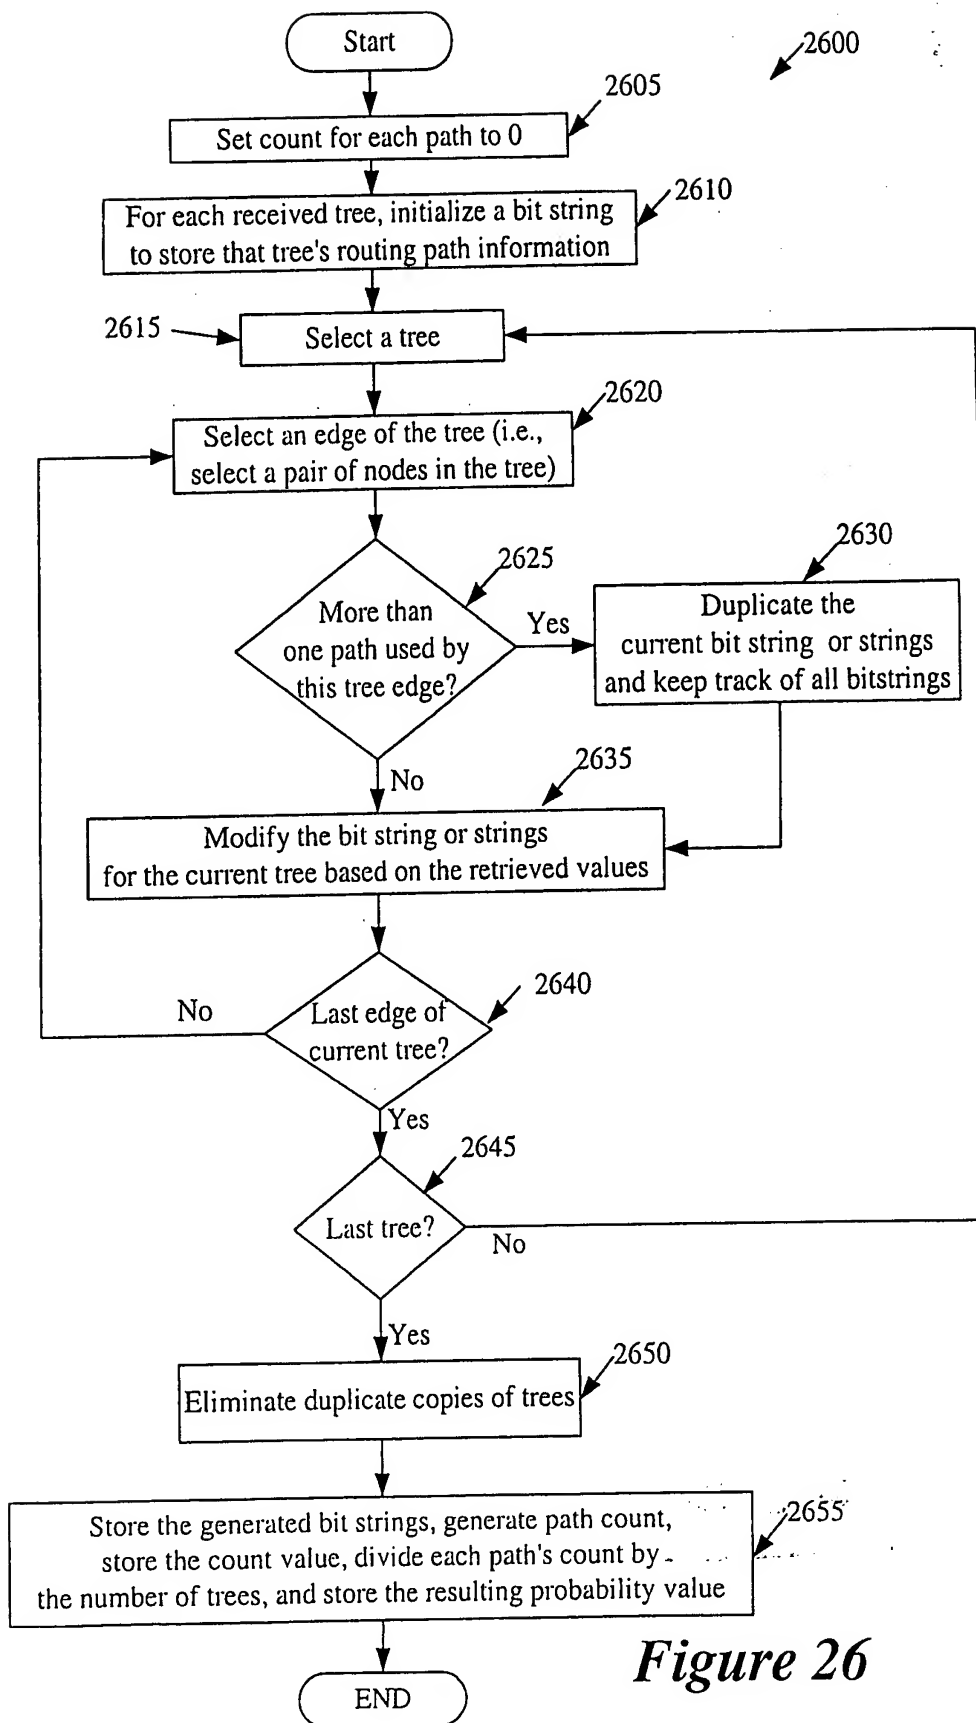 Start
2600
2605
Set count for each path to 0
2610
For each received tree, initialize a bit string
to store that tree's routing path information
2615
Select a tree
2620
Select an edge of the tree (i.e.,
select a pair of nodes in the tree)
2625
2630
More than
one path used by
this tree edge?
Yes
Duplicate the
current bit string or strings
and keep track of all bitstrings
No
2635
Modify the bit string or strings
for the current tree based on the retrieved values
2640
No
Last edge of
current tree?
Yes
2645
Last tree?
No
Yes
2650
Eliminate duplicate copies of trees
2655
Store the generated bit strings, generate path count,
store the count value, divide each path's count by
the number of trees, and store the resulting probability value
Figure 26
END